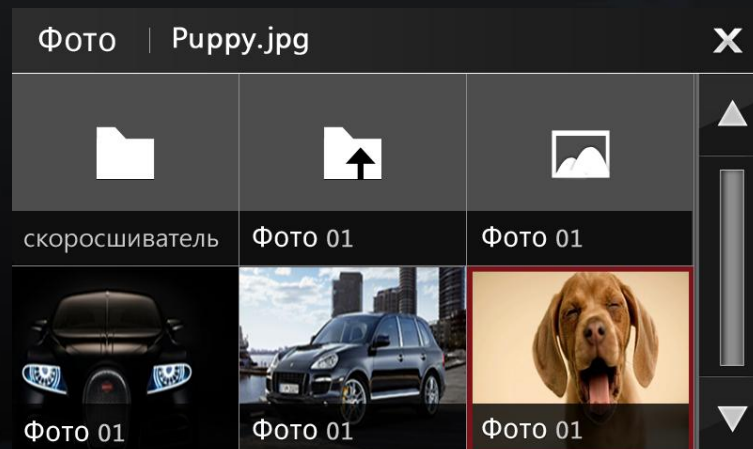 Фото | Puppy.jpg X
скоросшиватель Фото 01 Фото 01
Фото 01 Фото 01 Фото 01